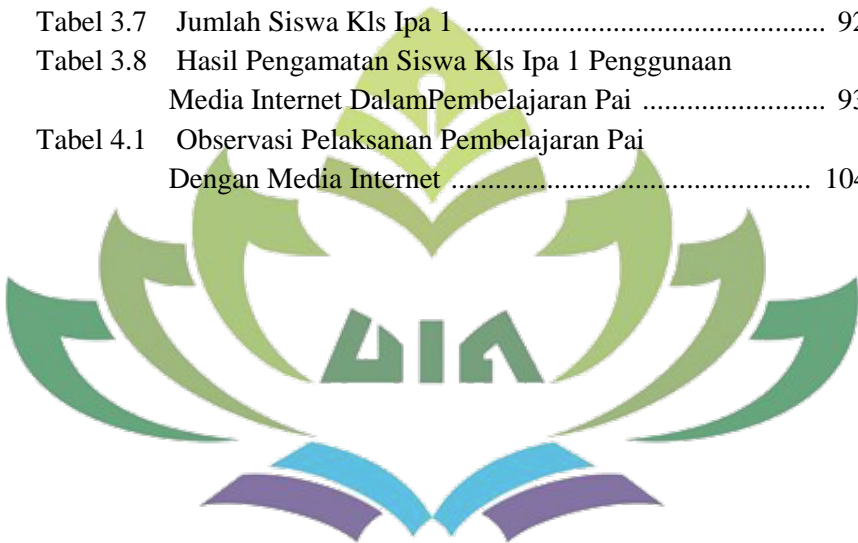 Tabel 3.7 Jumlah Siswa Kls Ipa 1 ........................................................ 92
Tabel 3.8 Hasil Pengamatan Siswa Kls Ipa 1 Penggunaan
Media Internet DalamPembelajaran Pai ........................... 93
Tabel 4.1 Observasi Pelaksanan Pembelajaran Pai
Dengan Media Internet ..................................................... 104
UIN